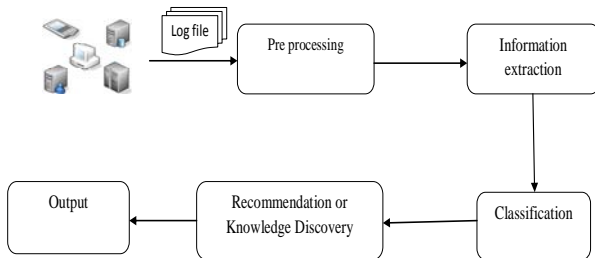 Log file
Pre processing
Information
extraction
Classification
Recommendation or
Knowledge Discovery
Output